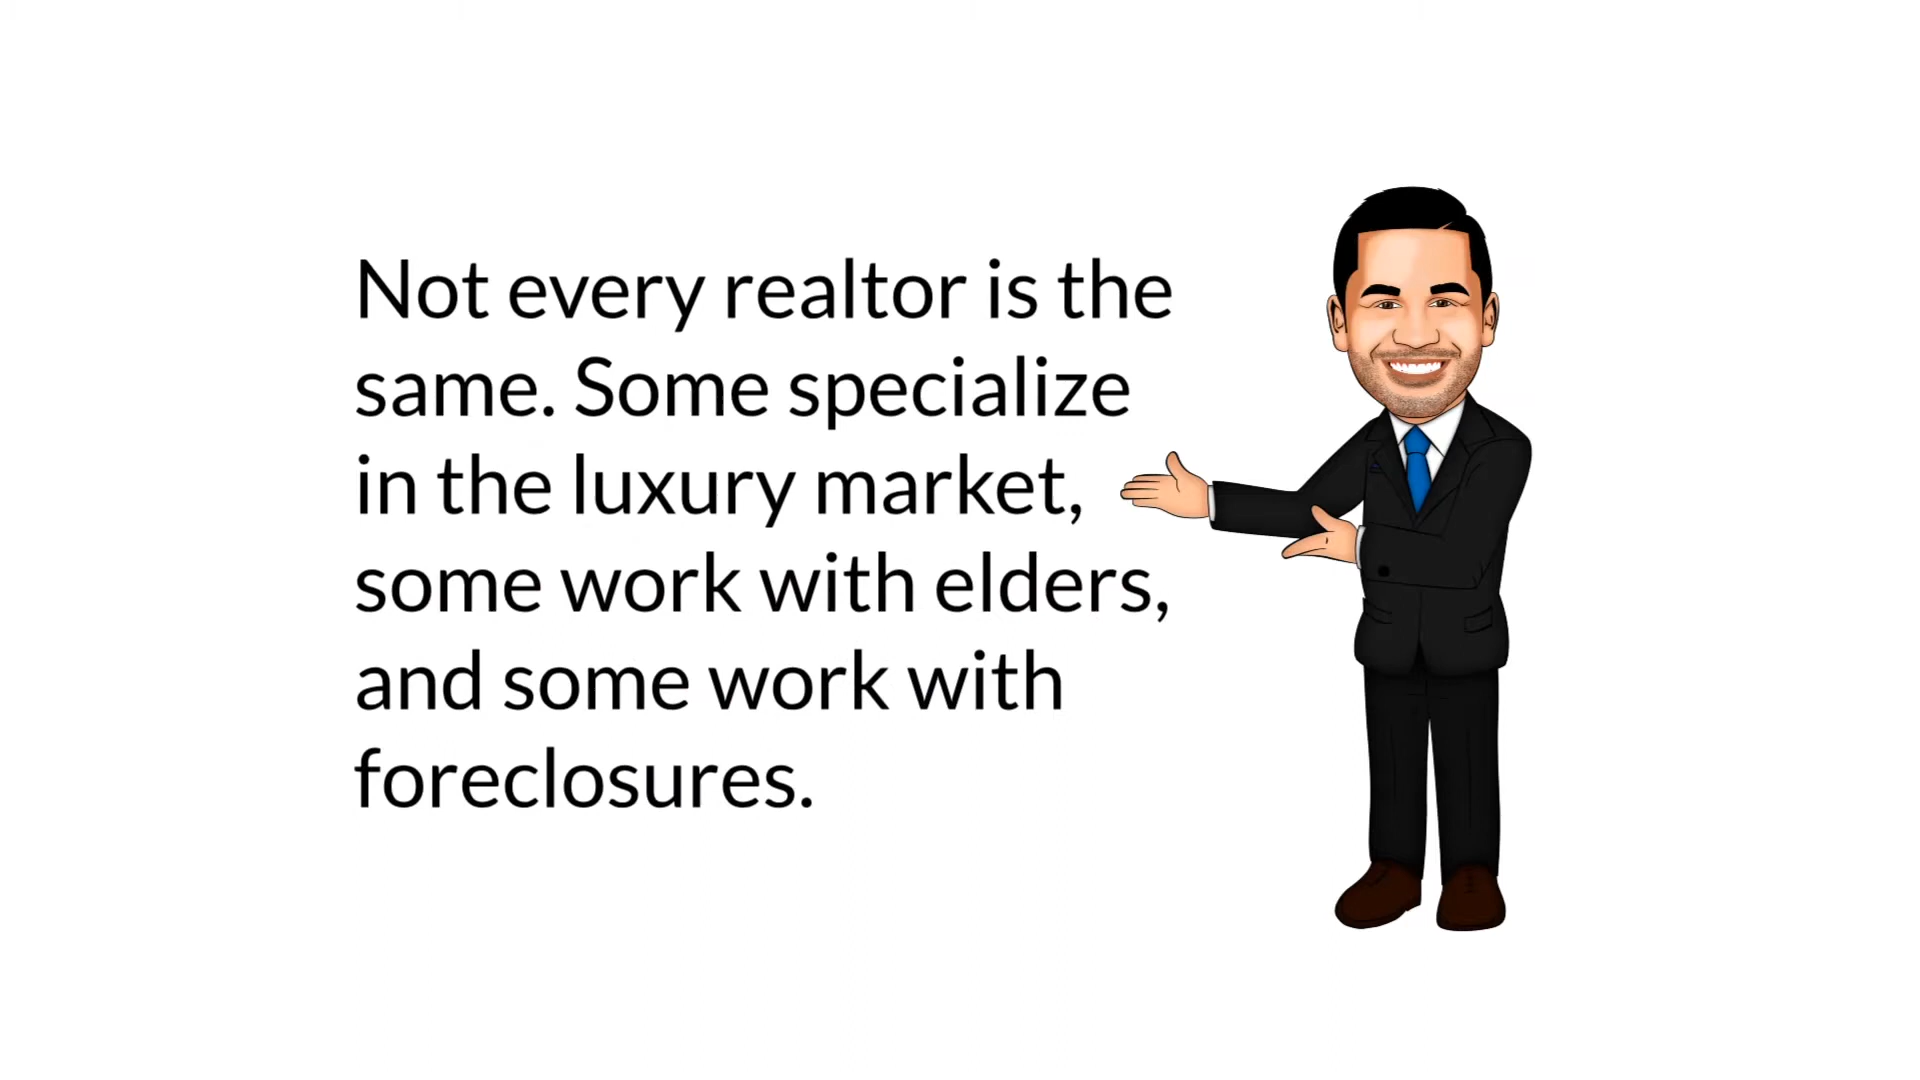 Not every realtor is the
same. Some specialize
in the luxury market,
some work with elders,
and some work with
foreclosures.